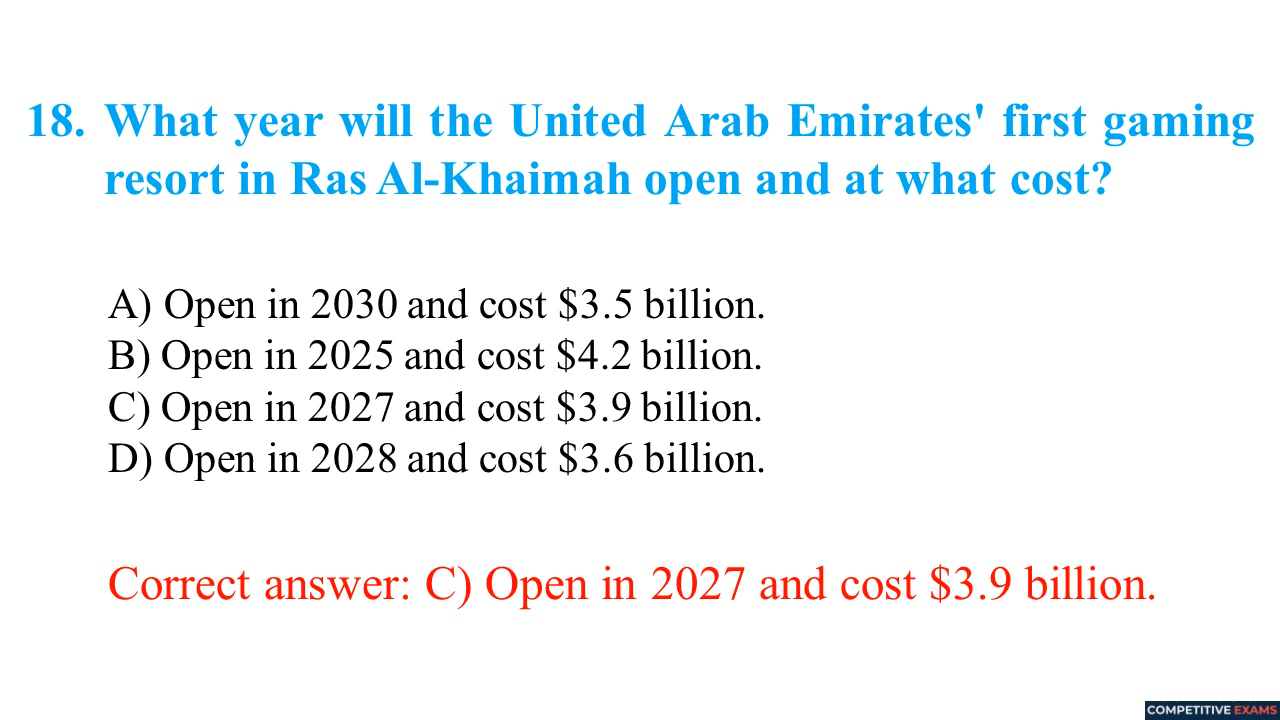 18. What year will the United Arab Emirates' first gaming
resort in Ras Al-Khaimah open and at what cost?
A) Open in 2030 and cost $3.5 billion.
B) Open in 2025 and cost $4.2 billion.
C) Open in 2027 and cost $3.9 billion.
D) Open in 2028 and cost $3.6 billion.
Correct answer: C) Open in 2027 and cost $3.9 billion.
COMPETITIVE EXAMS